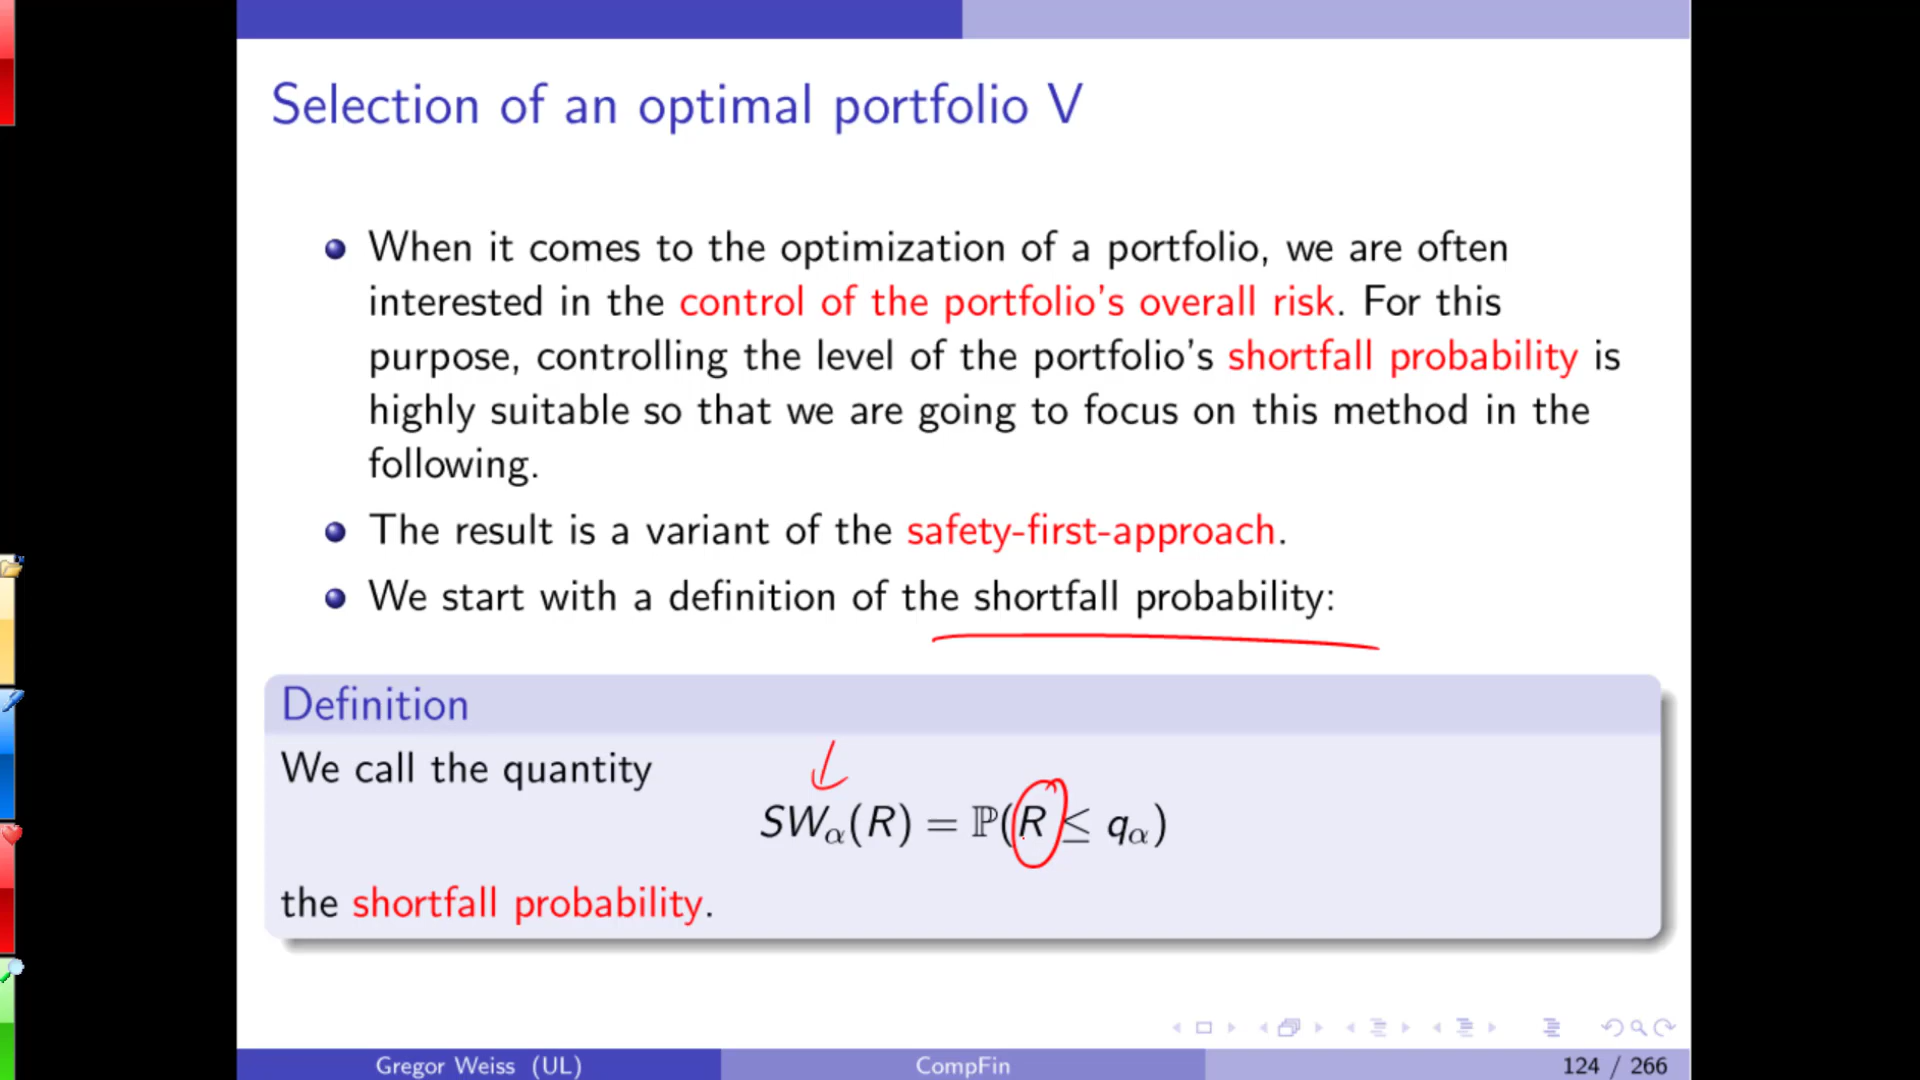 Selection of an optimal portfolio V
When it comes to the optimization of a portfolio, we are often
interested in the control of the portfolio's overall risk. For this
purpose, controlling the level of the portfolio's shortfall probability is
highly suitable so that we are going to focus on this method in the
following.
The result is a variant of the safety-first-approach.
We start with a definition of the shortfall probability:
Definition
We call the quantity
SWα(R) = ℙ(R ≤ qα)
the shortfall probability.
Gregor Weiss (UL) CompFin 124 / 266